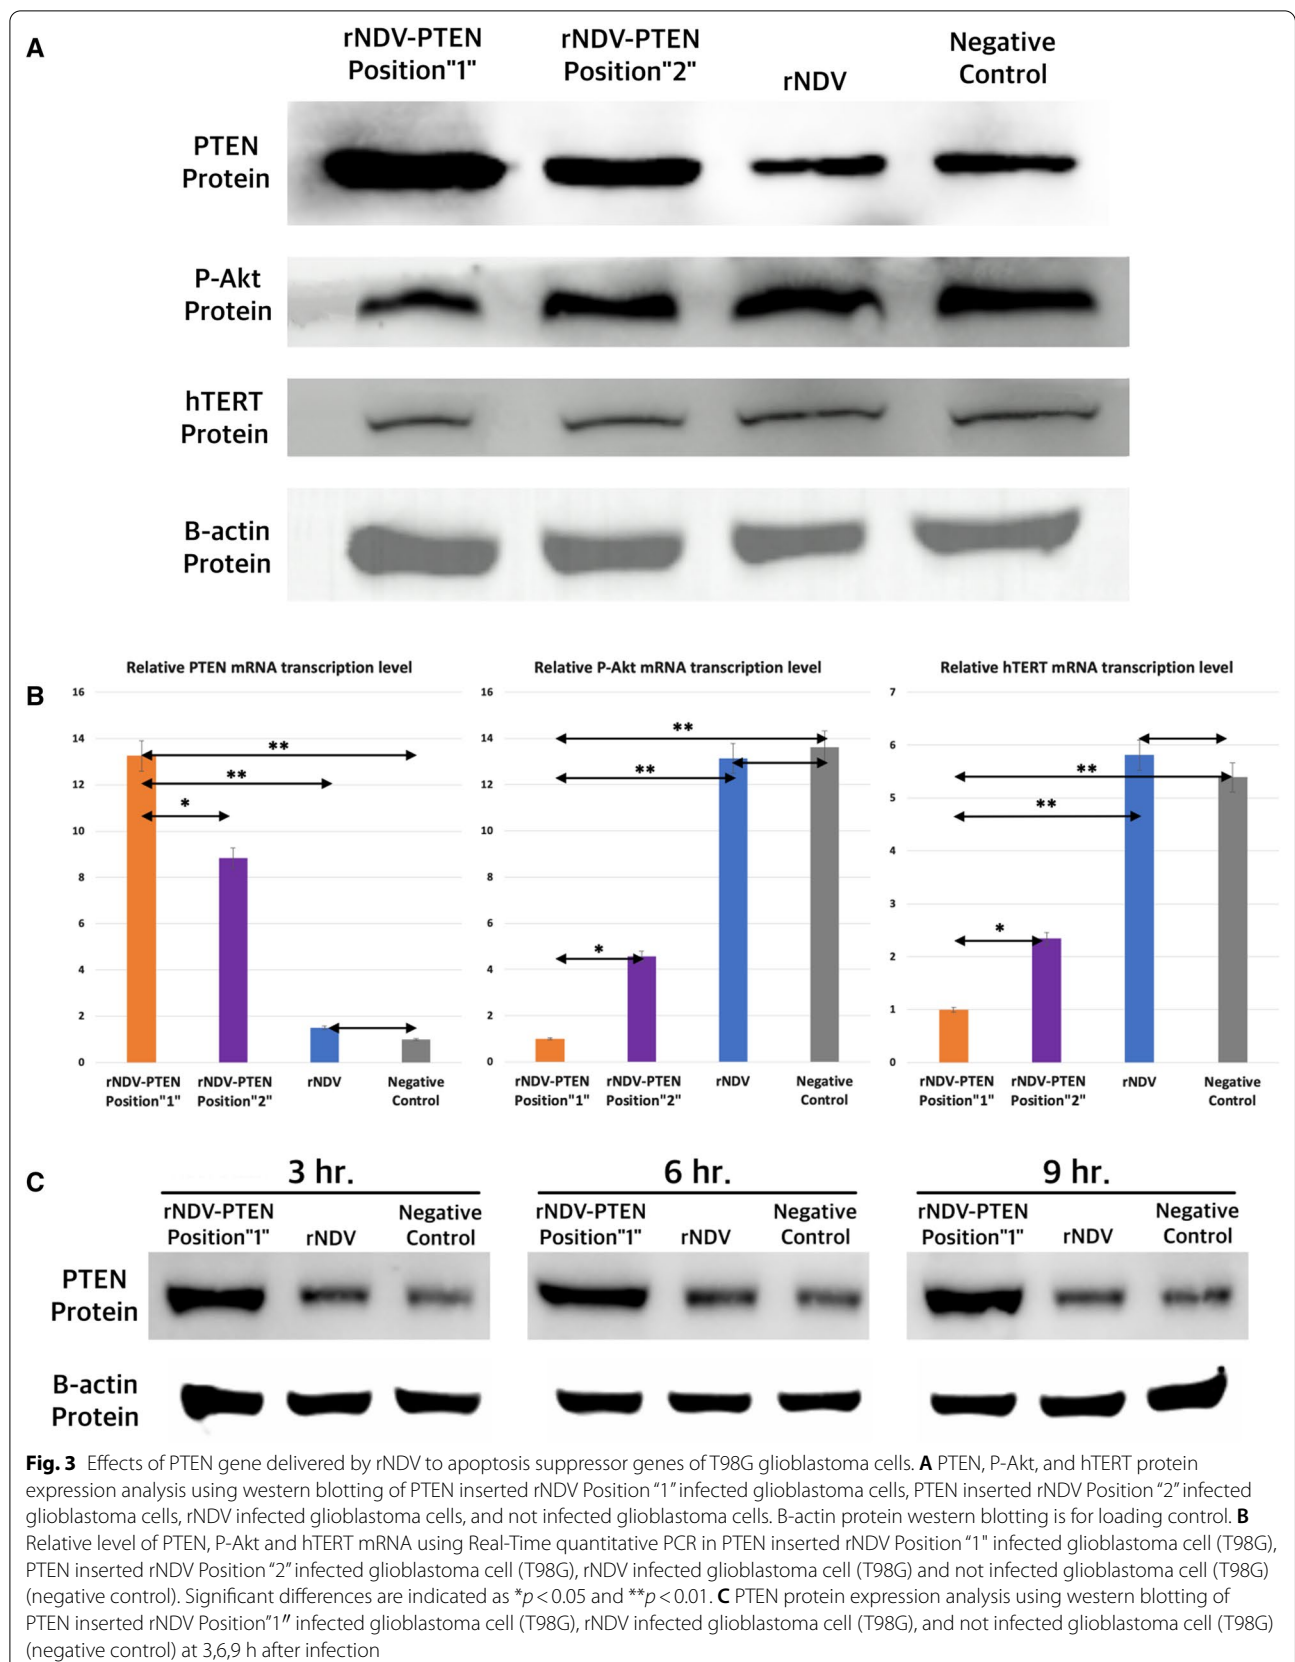 A
rNDV-PTEN
Position"1"
rNDV-PTEN
Position"2"
rNDV
Negative
Control
PTEN
Protein
P-Akt
Protein
hTERT
Protein
B-actin
Protein
B
Relative PTEN mRNA transcription level
16
14
12
10
8
6
4
2
0
**
**
*
rNDV-PTEN
Position"1"
rNDV-PTEN
Position"2"
rNDV
Negative
Control
Relative P-Akt mRNA transcription level
16
14
12
10
8
6
4
2
0
**
**
*
rNDV-PTEN
Position"1"
rNDV-PTEN
Position"2"
rNDV
Negative
Control
Relative hTERT mRNA transcription level
7
6
5
4
3
2
1
0
**
**
*
rNDV-PTEN
Position"1"
rNDV-PTEN
Position"2"
rNDV
Negative
Control
C
3 hr.
rNDV-PTEN
Position"1"
rNDV
Negative
Control
6 hr.
rNDV-PTEN
Position"1"
rNDV
Negative
Control
9 hr.
rNDV-PTEN
Position"1"
rNDV
Negative
Control
PTEN
Protein
B-actin
Protein
Fig. 3 Effects of PTEN gene delivered by rNDV to apoptosis suppressor genes of T98G glioblastoma cells. A PTEN, P-Akt, and hTERT protein
expression analysis using western blotting of PTEN inserted rNDV Position “1” infected glioblastoma cells, PTEN inserted rNDV Position “2” infected
glioblastoma cells, rNDV infected glioblastoma cells, and not infected glioblastoma cells. B-actin protein western blotting is for loading control. B
Relative level of PTEN, P-Akt and hTERT mRNA using Real-Time quantitative PCR in PTEN inserted rNDV Position “1" infected glioblastoma cell (T98G),
PTEN inserted rNDV Position “2” infected glioblastoma cell (T98G), rNDV infected glioblastoma cell (T98G) and not infected glioblastoma cell (T98G)
(negative control). Significant differences are indicated as *p < 0.05 and **p < 0.01. C PTEN protein expression analysis using western blotting of
PTEN inserted rNDV Position”1″ infected glioblastoma cell (T98G), rNDV infected glioblastoma cell (T98G), and not infected glioblastoma cell (T98G)
(negative control) at 3,6,9 h after infection